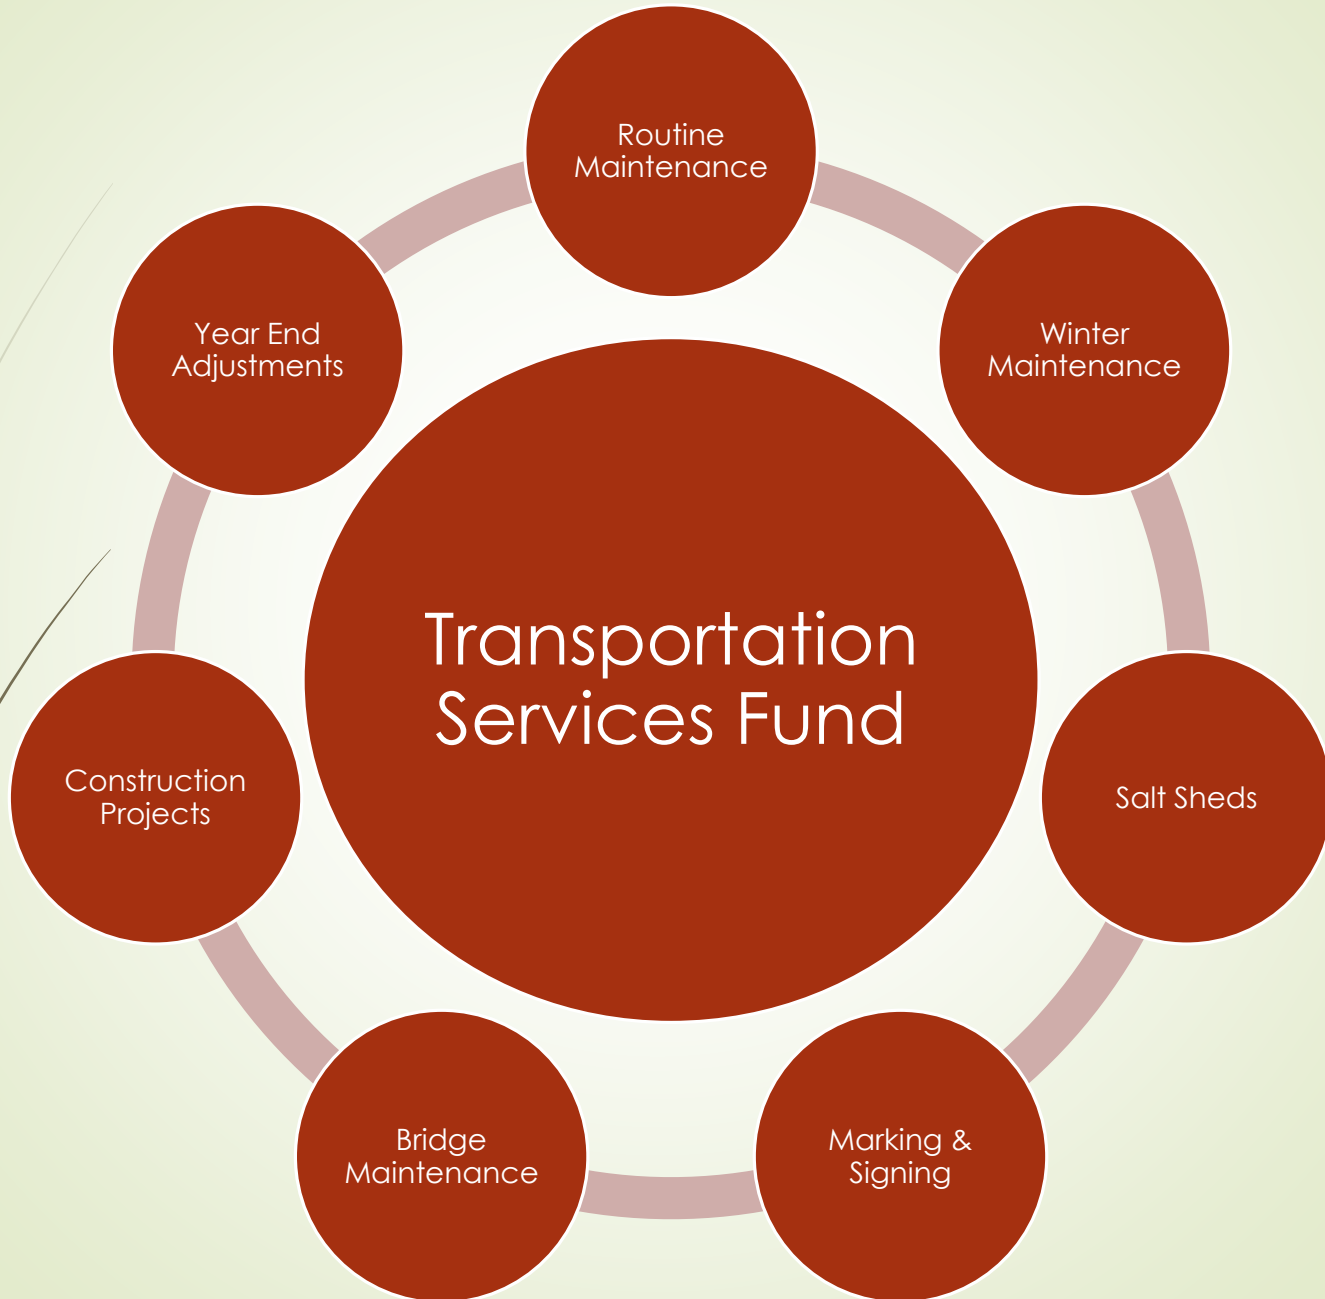 Routine
Maintenance
Winter
Maintenance
Salt Sheds
Marking &
Signing
Bridge
Maintenance
Construction
Projects
Year End
Adjustments
Transportation
Services Fund